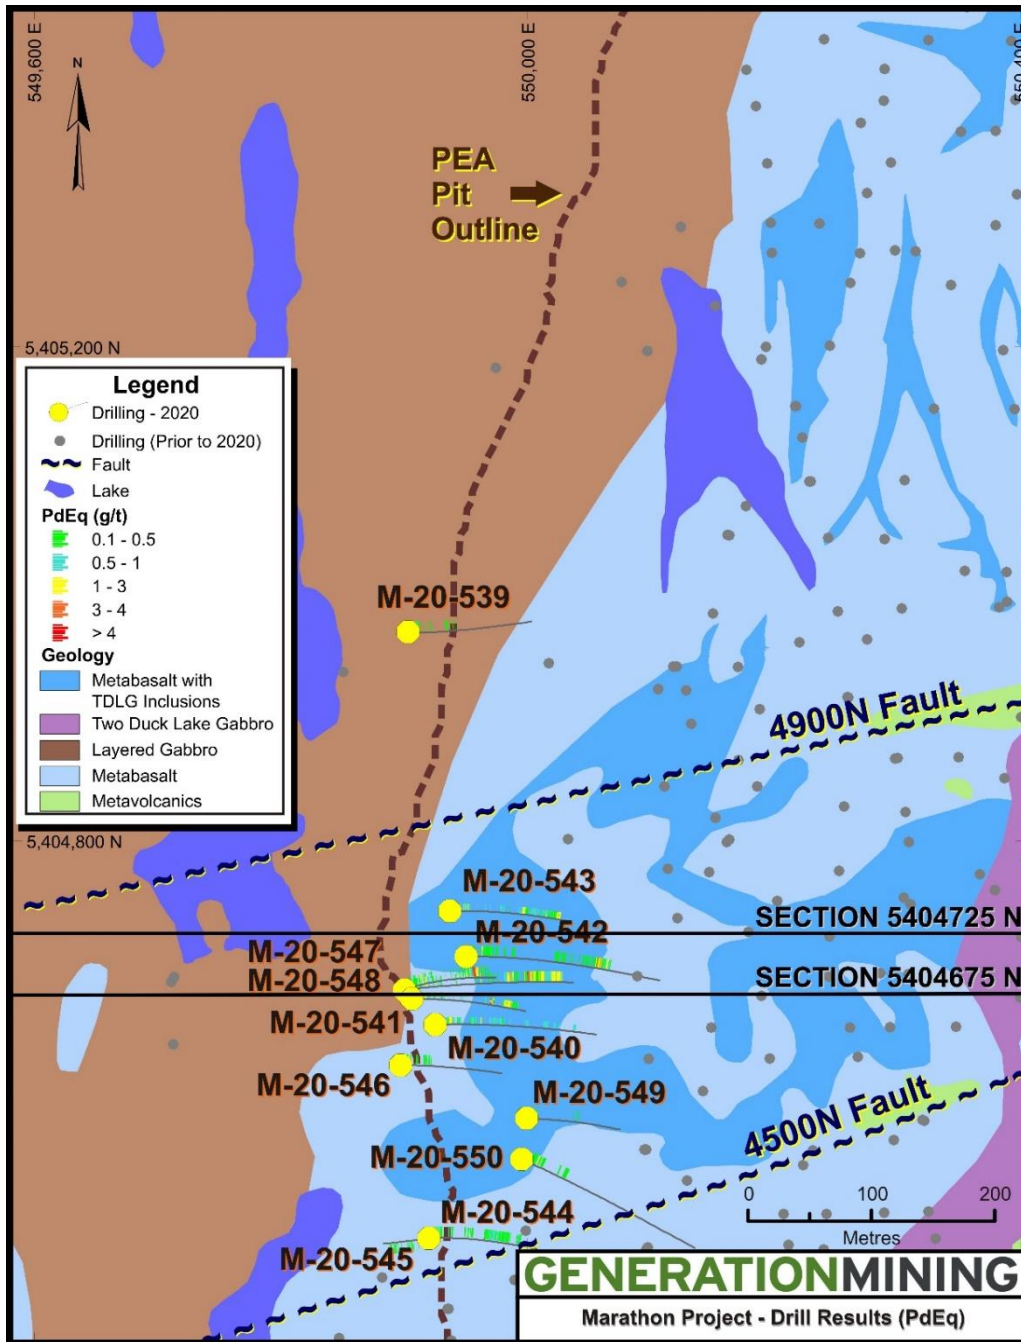 549,600 E
550,000 E
550,400 E
N
PEA
Pit
Outline
5,405,200 N
Legend
Drilling - 2020
Drilling (Prior to 2020)
Fault
Lake
PdEq (g/t)
0.1 - 0.5
0.5 - 1
1 - 3
3 - 4
> 4
Geology
Metabasalt with
TDLG Inclusions
Two Duck Lake Gabbro
Layered Gabbro
Metabasalt
Metavolcanics
M-20-539
4900N Fault
5,404,800 N
M-20-543
SECTION 5404725 N
M-20-542
M-20-547
M-20-548
SECTION 5404675 N
M-20-541
M-20-540
M-20-546
M-20-549
4500N Fault
M-20-550
0 100 200
Metres
M-20-544
M-20-545
GENERATIONMINING
Marathon Project - Drill Results (PdEq)